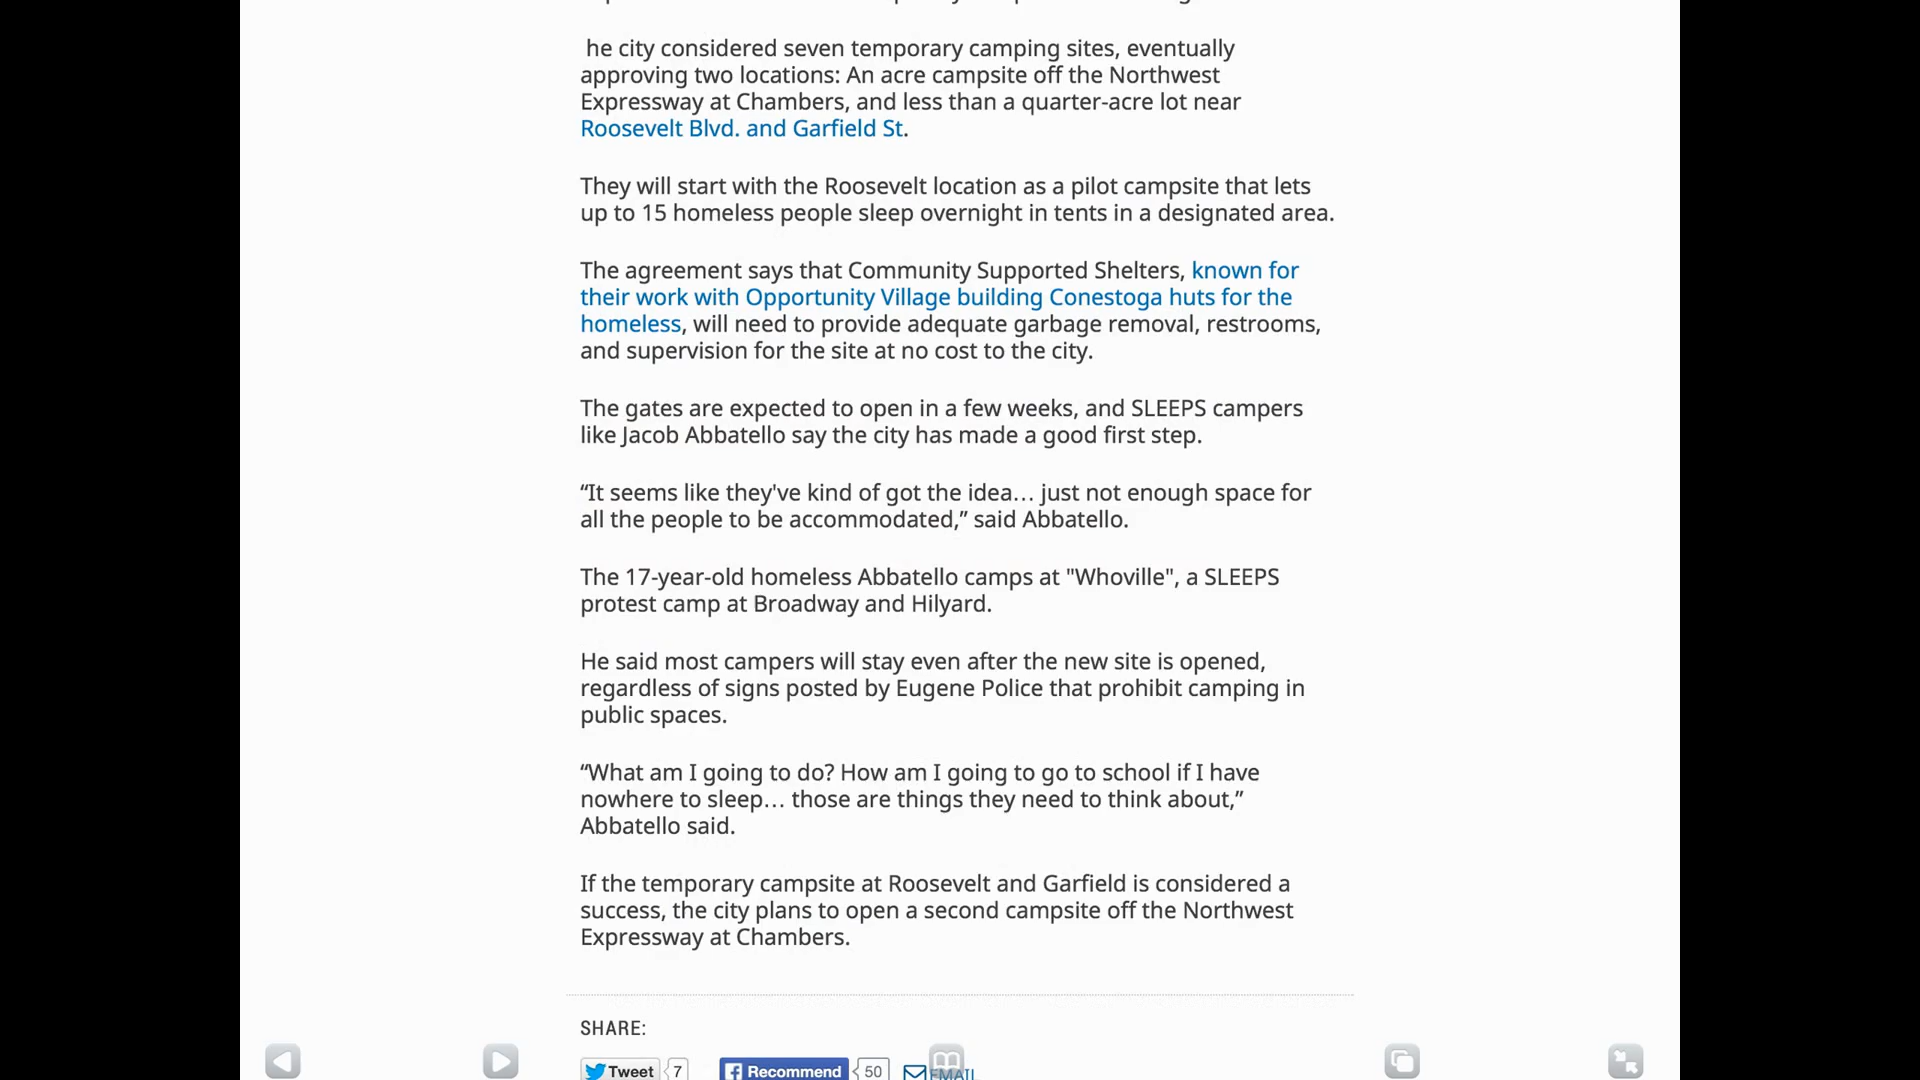 he city considered seven temporary camping sites, eventually
approving two locations: An acre campsite off the Northwest
Expressway at Chambers, and less than a quarter-acre lot near
Roosevelt Blvd. and Garfield St.
They will start with the Roosevelt location as a pilot campsite that lets
up to 15 homeless people sleep overnight in tents in a designated area.
The agreement says that Community Supported Shelters, known for
their work with Opportunity Village building Conestoga huts for the
homeless, will need to provide adequate garbage removal, restrooms,
and supervision for the site at no cost to the city.
The gates are expected to open in a few weeks, and SLEEPS campers
like Jacob Abbatello say the city has made a good first step.
“It seems like they've kind of got the idea… just not enough space for
all the people to be accommodated,” said Abbatello.
The 17-year-old homeless Abbatello camps at "Whoville", a SLEEPS
protest camp at Broadway and Hilyard.
He said most campers will stay even after the new site is opened,
regardless of signs posted by Eugene Police that prohibit camping in
public spaces.
“What am I going to do? How am I going to go to school if I have
nowhere to sleep… those are things they need to think about,”
Abbatello said.
If the temporary campsite at Roosevelt and Garfield is considered a
success, the city plans to open a second campsite off the Northwest
Expressway at Chambers.
SHARE:
Tweet 7 Recommend 50 EMAIL